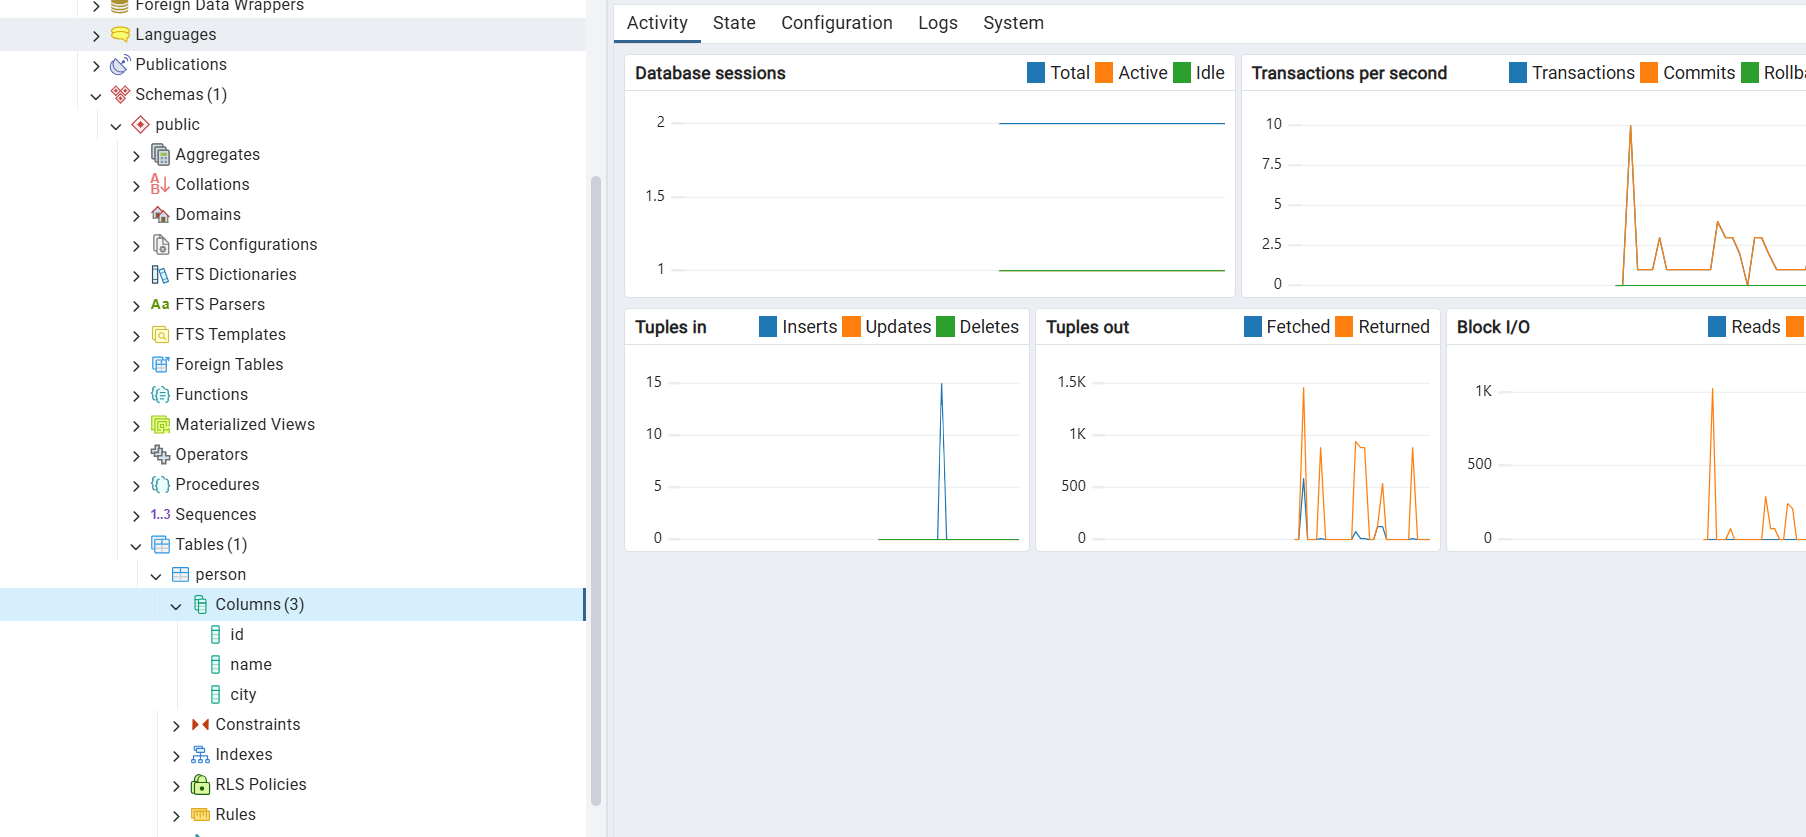 Foreign Data Wrappers
Languages
Publications
Schemas (1)
public
Aggregates
Collations
Domains
FTS Configurations
FTS Dictionaries
Aa FTS Parsers
FTS Templates
Foreign Tables
Functions
Materialized Views
Operators
Procedures
1..3 Sequences
Tables (1)
person
Columns (3)
id
name
city
Constraints
Indexes
RLS Policies
Rules
Activity State Configuration Logs System
Database sessions Total Active Idle
2
1.5
1
Transactions per second Transactions Commits Rollba
10
7.5
5
2.5
0
Tuples in Inserts Updates Deletes
15
10
5
0
Tuples out Fetched Returned
1.5K
1K
500
0
Block I/O Reads
1K
500
0